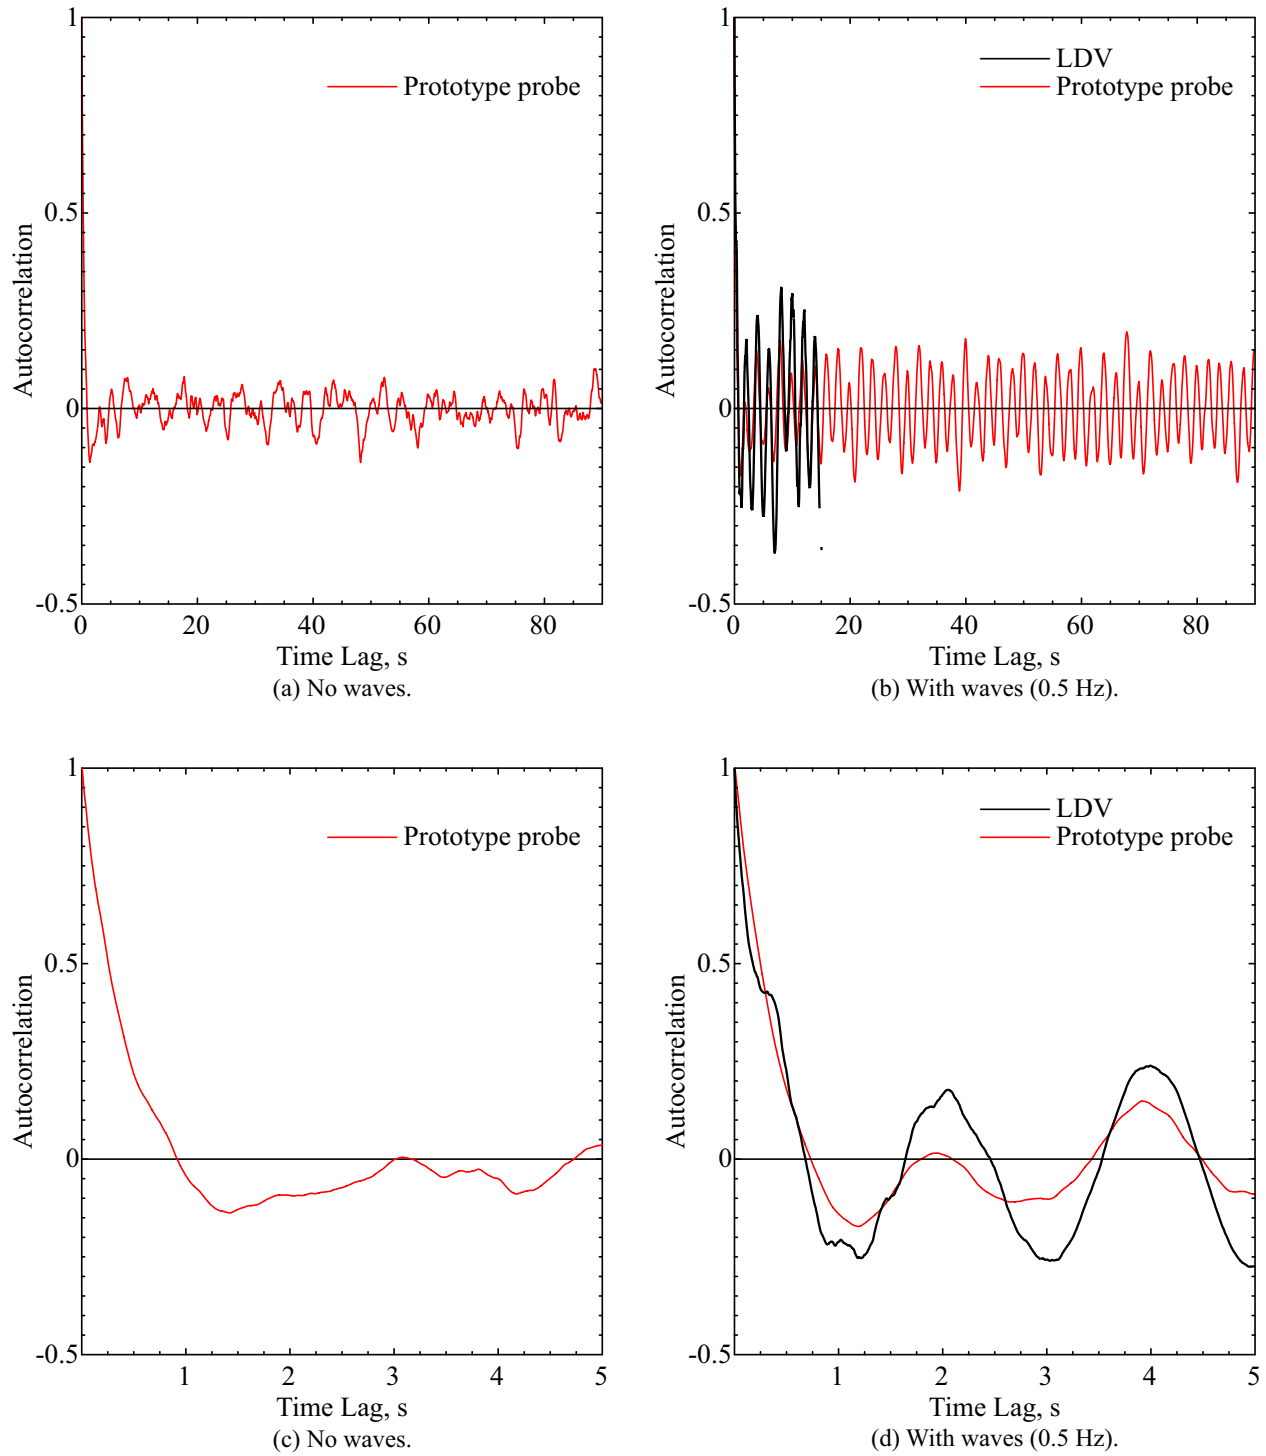 1
0.5
0
-0.5
Autocorrelation
Prototype probe
0 20 40 60 80
Time Lag, s
(a) No waves.
1
0.5
0
-0.5
Autocorrelation
LDV
Prototype probe
0 20 40 60 80
Time Lag, s
(b) With waves (0.5 Hz).
1
0.5
0
-0.5
Autocorrelation
Prototype probe
1 2 3 4 5
Time Lag, s
(c) No waves.
1
0.5
0
-0.5
Autocorrelation
LDV
Prototype probe
1 2 3 4 5
Time Lag, s
(d) With waves (0.5 Hz).